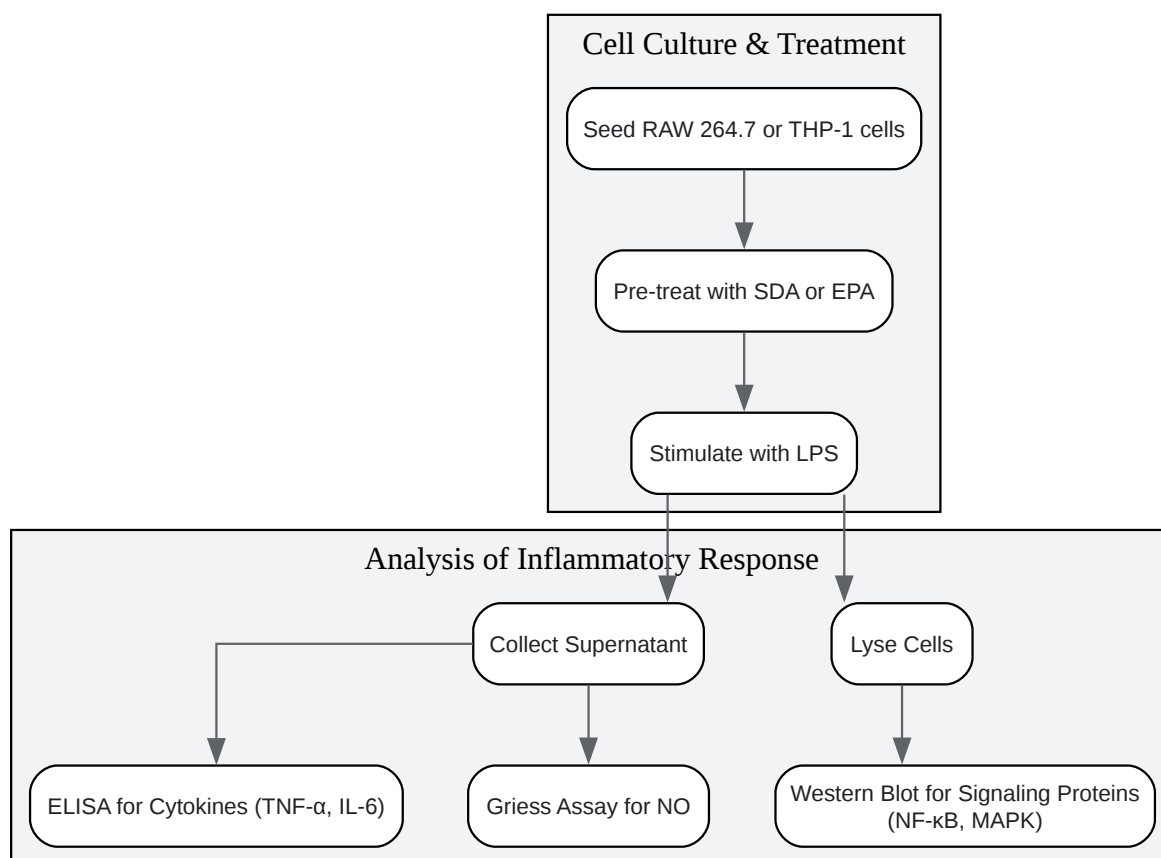 Cell Culture & Treatment
Seed RAW 264.7 or THP-1 cells
Pre-treat with SDA or EPA
Stimulate with LPS
Analysis of Inflammatory Response
Collect Supernatant
Lyse Cells
ELISA for Cytokines (TNF-α, IL-6)
Griess Assay for NO
Western Blot for Signaling Proteins
(NF-κB, MAPK)